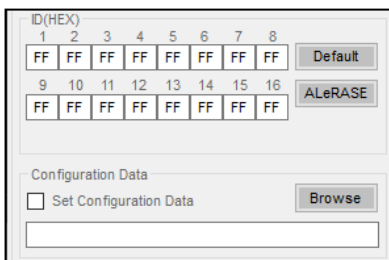 ID(HEX)
1 2 3 4 5 6 7 8
FF FF FF FF FF FF FF FF Default
9 10 11 12 13 14 15 16
FF FF FF FF FF FF FF FF ALeRASE
Configuration Data
Set Configuration Data Browse